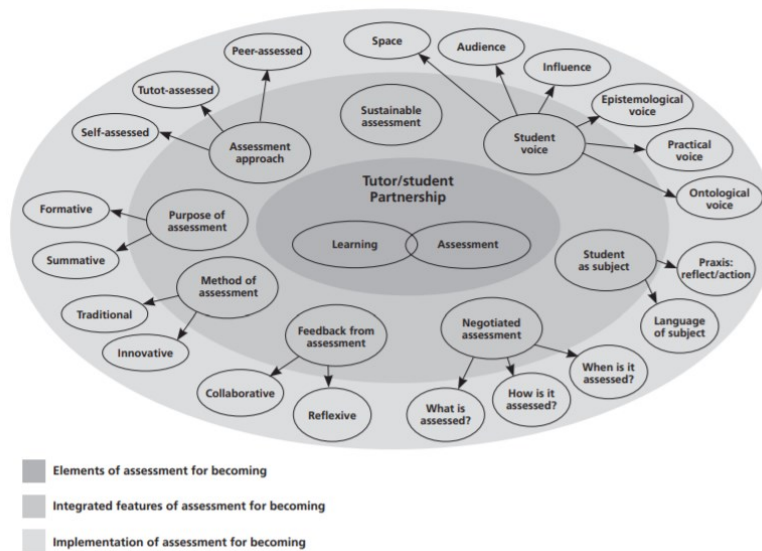 Peer-assessed
Space
Audience
Influence
Tutot-assessed
Epistemological
voice
Self-assessed
Assessment
approach
Sustainable
assessment
Student
voice
Practical
voice
Tutor/student
Partnership
Ontological
voice
Formative
Purpose of
assessment
Learning
Assessment
Summative
Student
as subject
Praxis:
reflect/action
Method of
assessment
Traditional
Language
of subject
Innovative
Feedback from
assessment
Negotiated
assessment
When is it
assessed?
Collaborative
Reflexive
What is
assessed?
How is it
assessed?
Elements of assessment for becoming
Integrated features of assessment for becoming
Implementation of assessment for becoming